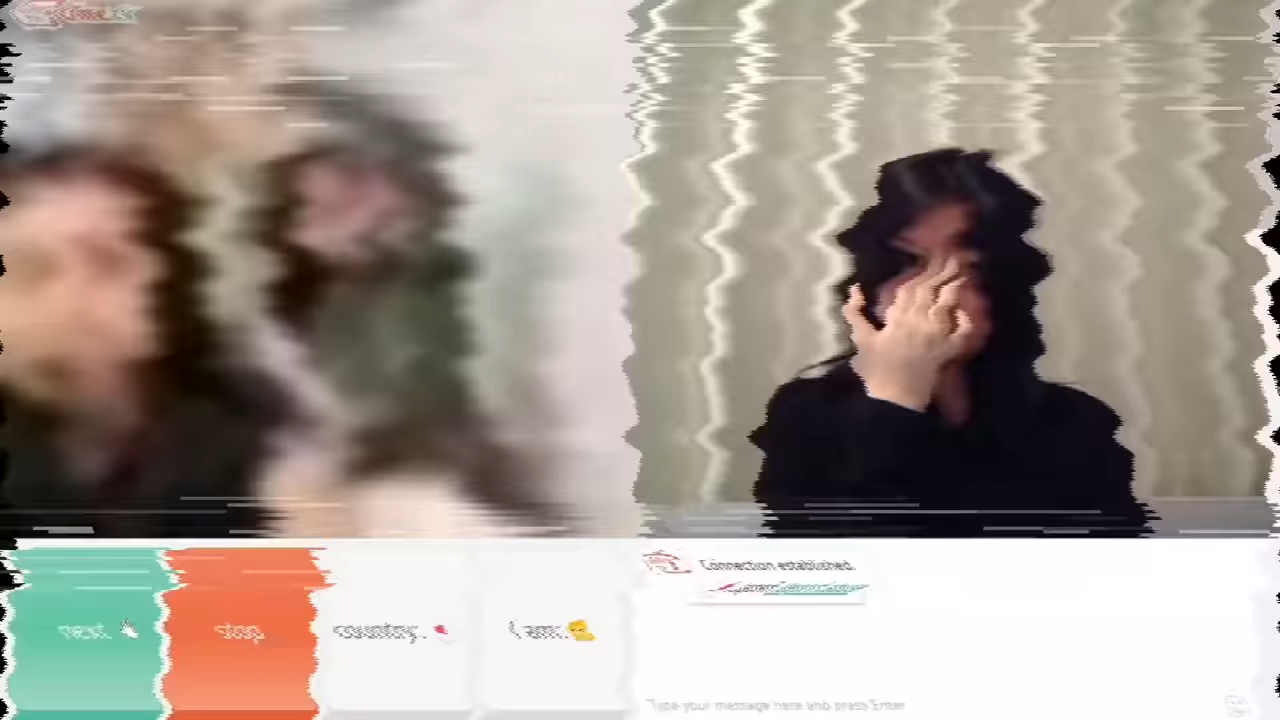 Connection established.
next
stop
country:
I am:
Type your message here and press Enter